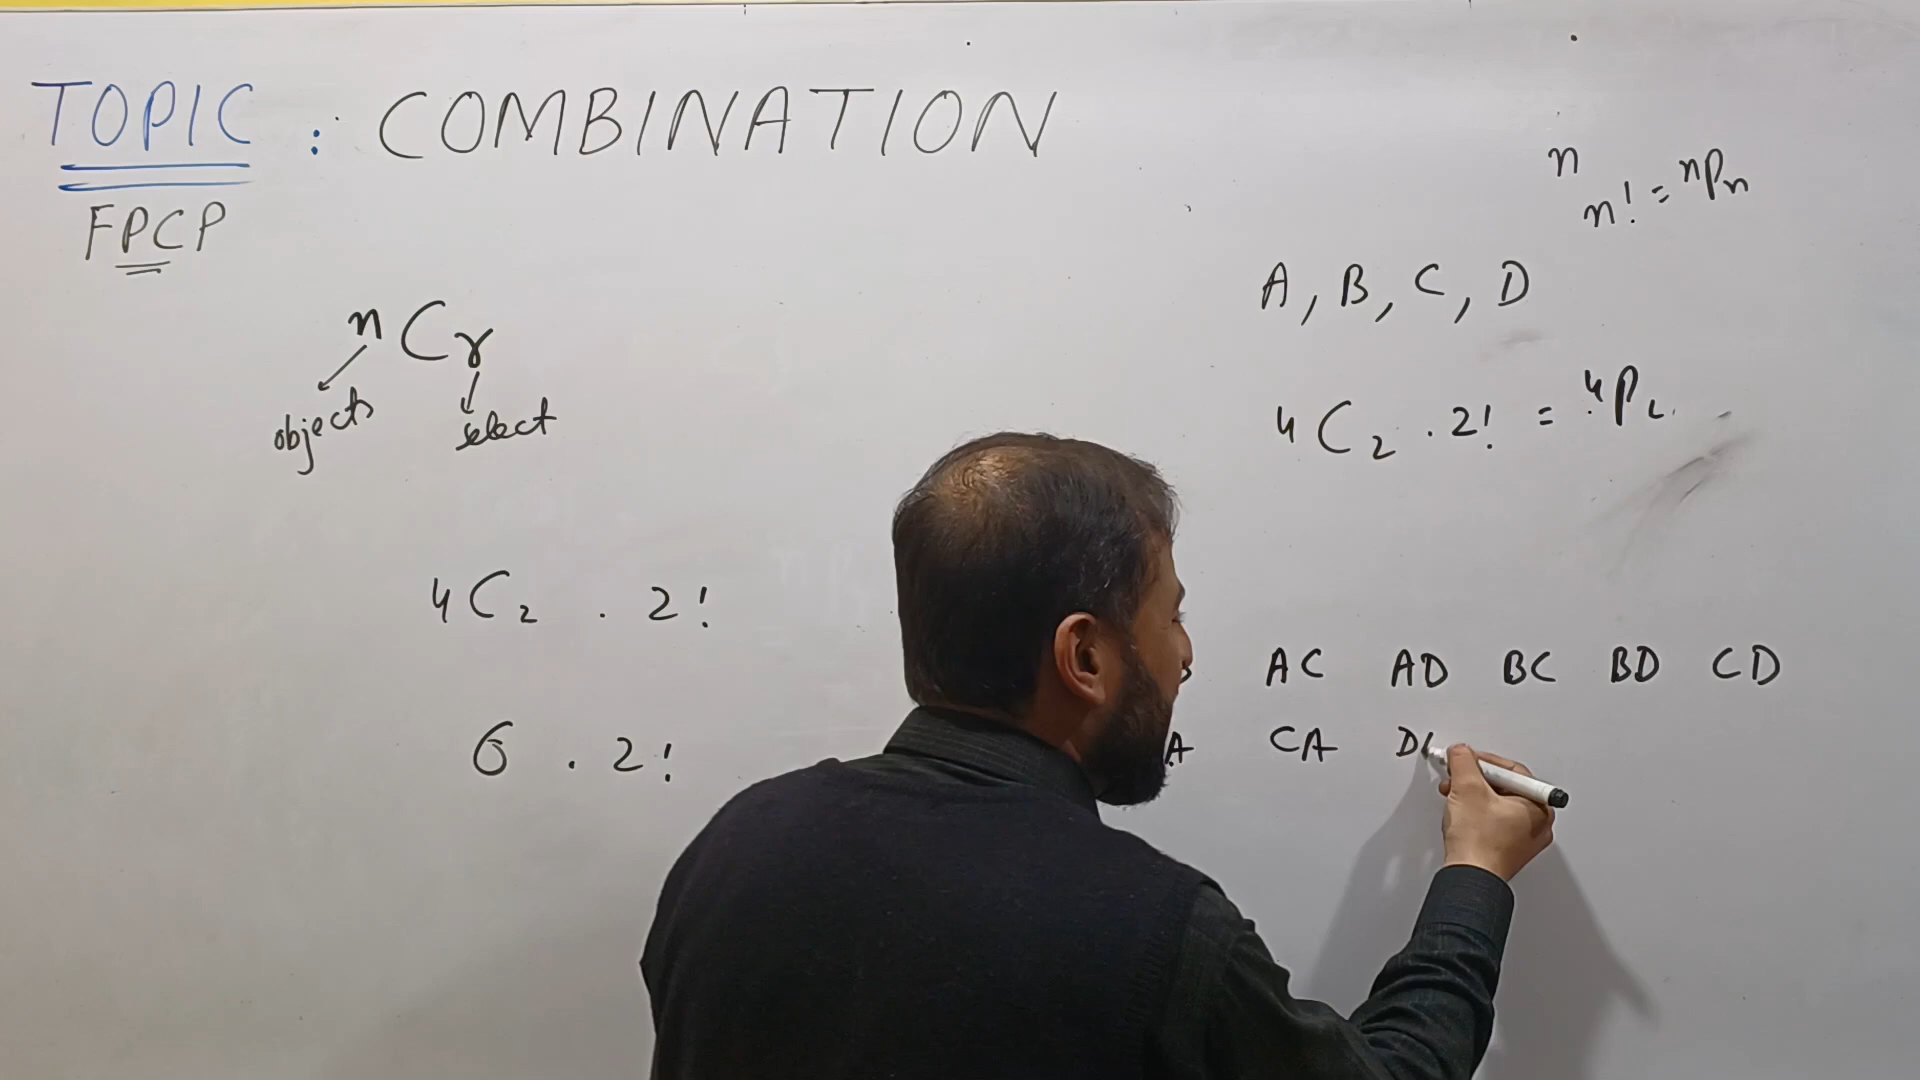 TOPIC : COMBINATION
FPCP
n
n! = nPn
A, B, C, D
nCr
objects
select
4C2 . 2! = 4P2
4C2 . 2!
AC AD BC BD CD
6 . 2!
A CA D